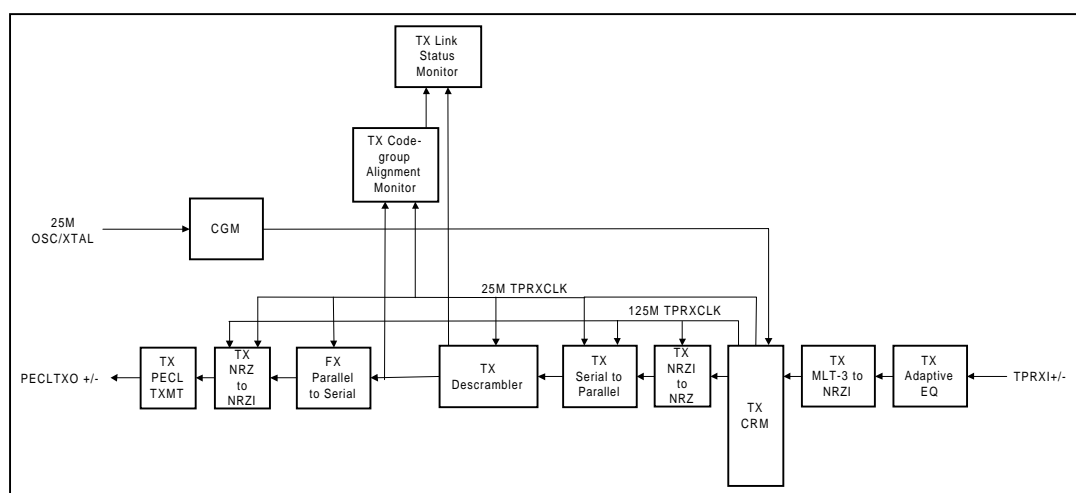 TX Link
Status
Monitor
TX Code-
group
Alignment
Monitor
25M
OSC/XTAL
CGM
25M TPRXCLK
125M TPRXCLK
PECLTXO +/-
TX
PECL
TXMT
TX
NRZ
to
NRZI
FX
Parallel
to Serial
TX
Descrambler
TX
Serial to
Parallel
TX
NRZI
to
NRZ
TX
CRM
TX
MLT-3 to
NRZI
TX
Adaptive
EQ
TPRXI+/-